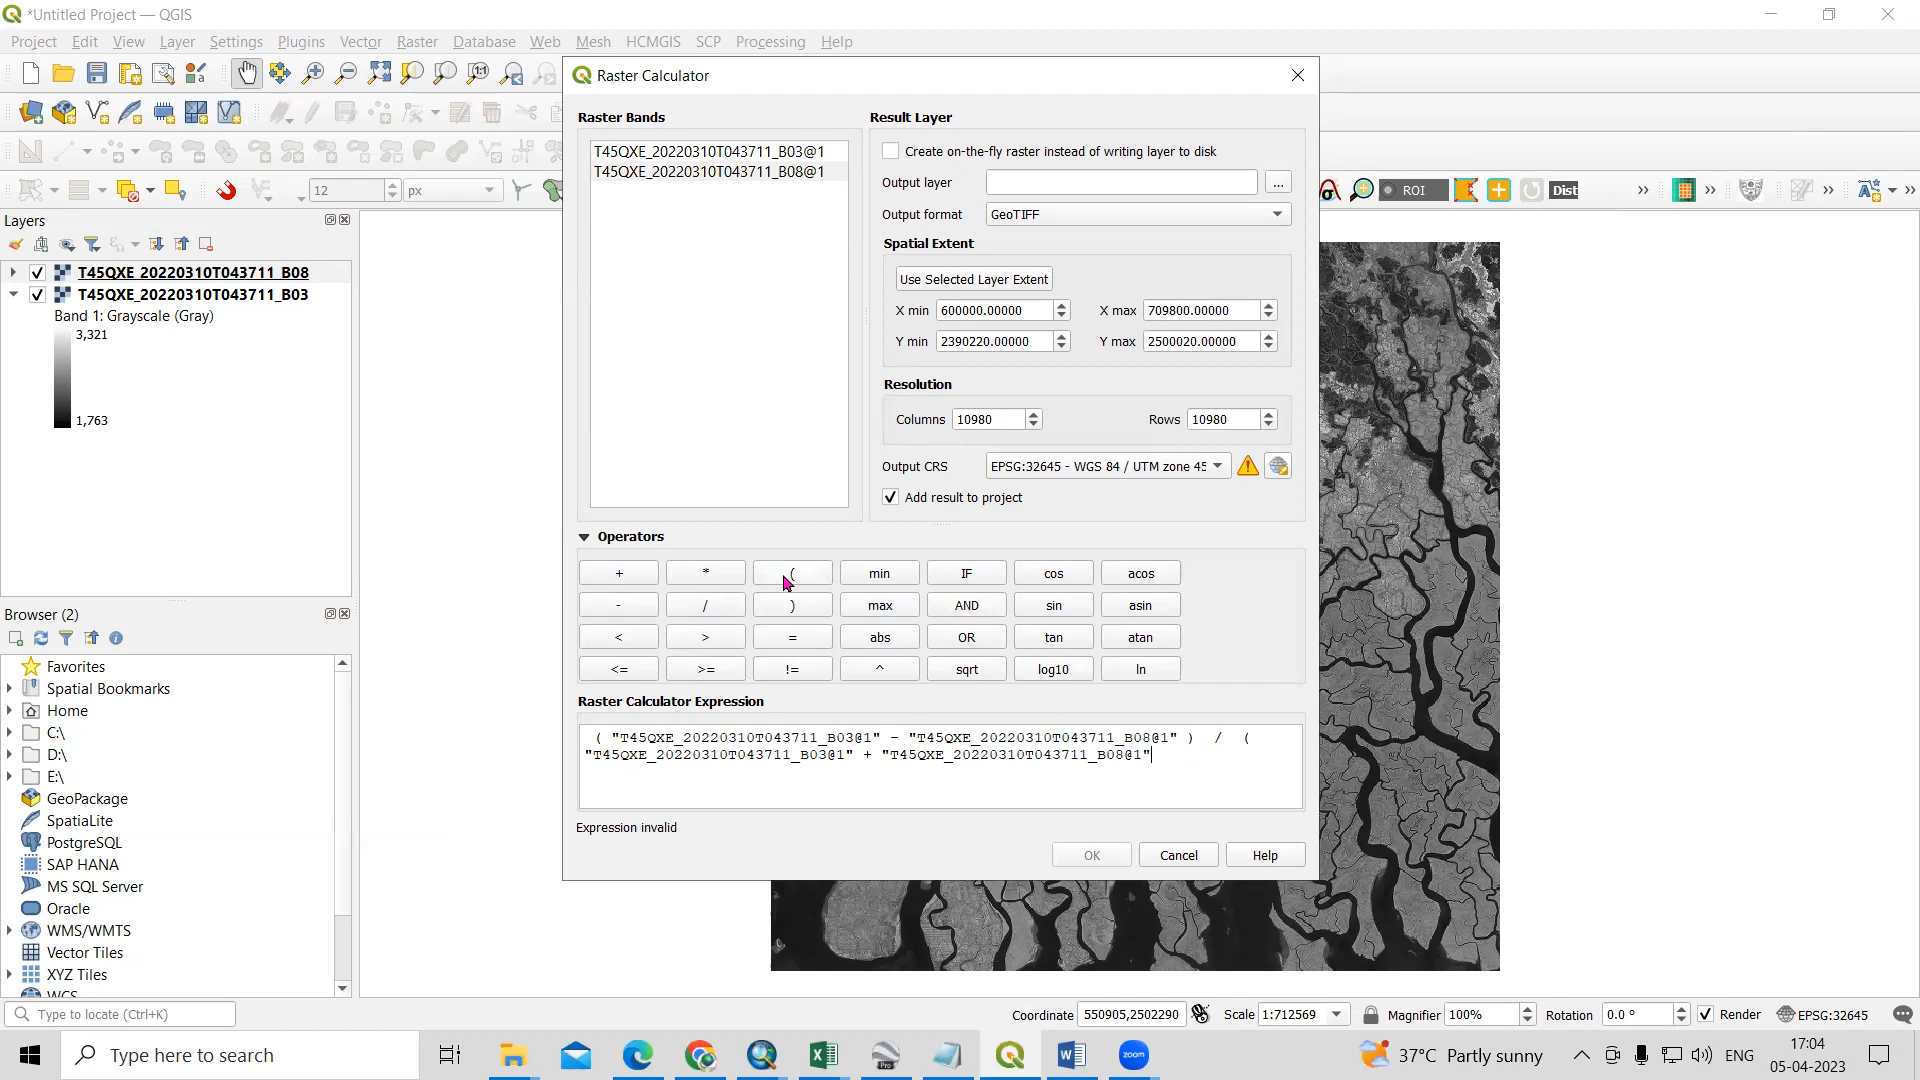 *Untitled Project — QGIS
Project Edit View Layer Settings Plugins Vector Raster Database Web Mesh HCMGIS SCP Processing Help
12 px
ROI
Dist
Layers
T45QXE_20220310T043711_B08
T45QXE_20220310T043711_B03
Band 1: Grayscale (Gray)
3,321
1,763
Browser (2)
Favorites
Spatial Bookmarks
Home
C:\
D:\
E:\
GeoPackage
SpatiaLite
PostgreSQL
SAP HANA
MS SQL Server
Oracle
WMS/WMTS
Vector Tiles
XYZ Tiles
WCS
Raster Calculator
Raster Bands
T45QXE_20220310T043711_B03@1
T45QXE_20220310T043711_B08@1
Result Layer
Create on-the-fly raster instead of writing layer to disk
Output layer ...
Output format GeoTIFF
Spatial Extent
Use Selected Layer Extent
X min 600000.00000 X max 709800.00000
Y min 2390220.00000 Y max 2500020.00000
Resolution
Columns 10980 Rows 10980
Output CRS EPSG:32645 - WGS 84 / UTM zone 45
Add result to project
Operators
+ * ( min IF cos acos
- / ) max AND sin asin
< > = abs OR tan atan
<= >= != ^ sqrt log10 ln
Raster Calculator Expression
( "T45QXE_20220310T043711_B03@1" - "T45QXE_20220310T043711_B08@1" ) / (
"T45QXE_20220310T043711_B03@1" + "T45QXE_20220310T043711_B08@1"
Expression invalid
OK Cancel Help
Type to locate (Ctrl+K)
Coordinate 550905,2502290 Scale 1:712569 Magnifier 100% Rotation 0.0 ° Render EPSG:32645
Type here to search
Pro
zoom
37°C Partly sunny
ENG
17:04
05-04-2023